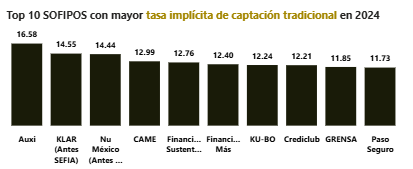 Top 10 SOFIPOS con mayor tasa implícita de captación tradicional en 2024
16.58 14.55 14.44 12.99 12.76 12.40 12.24 12.21 11.85 11.73
Auxi KLAR Nu CAME Financi... Financi... KU-BO Crediclub GRENSA Paso
(Antes México Sustent... Más Seguro
SEFIA) (Antes ...